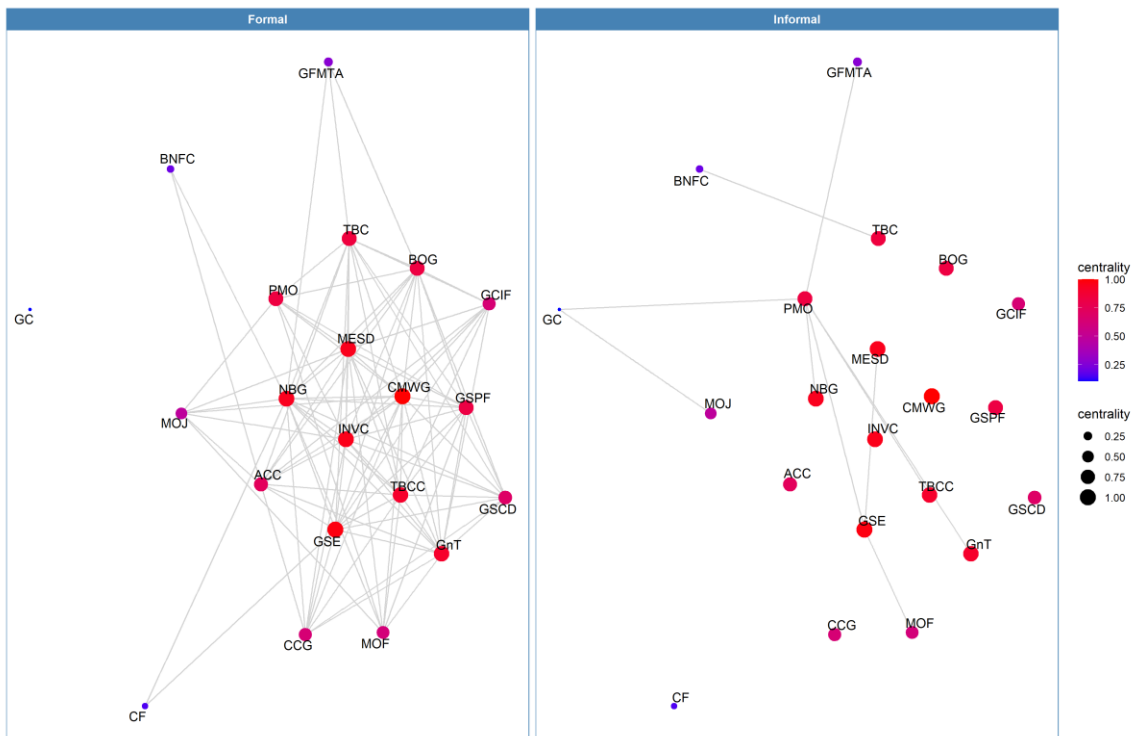 Formal
GFMTA
BNFC
TBC
BOG
PMO
GCIF
GC
MESD
NBG
CMWG
GSPF
MOJ
INVC
ACC
TBCC
GSCD
GSE
GnT
CCG
MOF
CF
Informal
GFMTA
BNFC
TBC
BOG
PMO
GCIF
GC
MESD
NBG
CMWG
MOJ
GSPF
INVC
ACC
TBCC
GSCD
GSE
GnT
CCG
MOF
CF
centrality
1.00
0.75
0.50
0.25
centrality
0.25
0.50
0.75
1.00